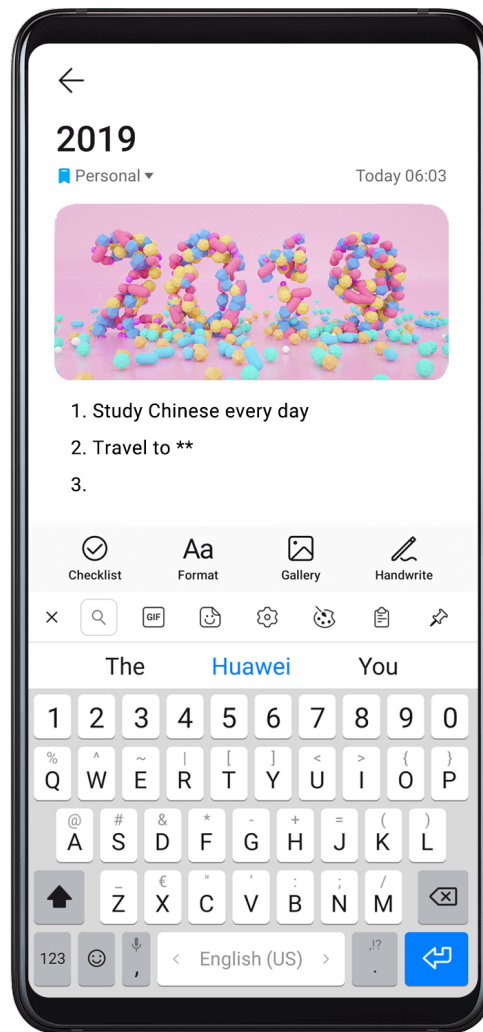 2019
Personal
Today 06:03
2019
1. Study Chinese every day
2. Travel to **
3.
Aa
Checklist Format Gallery Handwrite
GIF
The Huawei You
1 2 3 4 5 6 7 8 9 0
% ^ ~ | [ ] < > { }
Q W E R T Y U I O P
@ # & * - + = ( )
A S D F G H J K L
_ € " ' : ; /
Z X C V B N M
,!?
123 , < English (US) > .